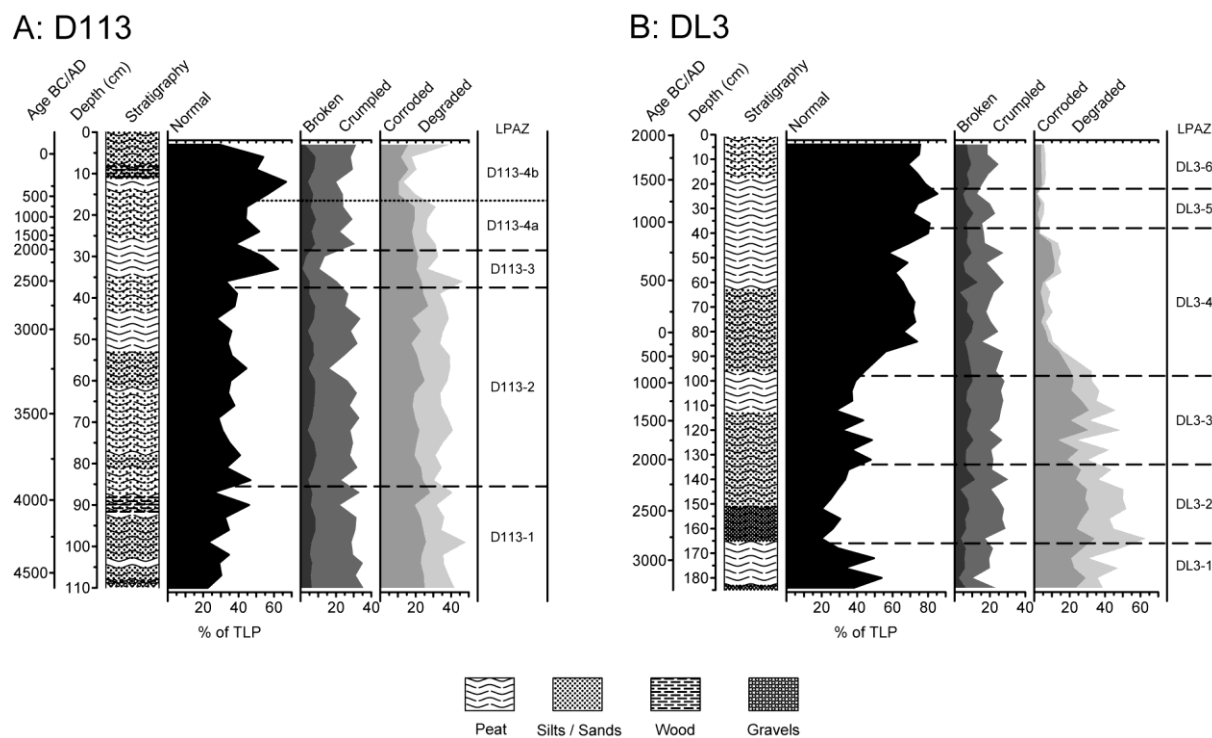 A: D113
B: DL3
Age BC/AD
Depth (cm)
Stratigraphy
Normal
Broken
Crumpled
Corroded
Degraded
LPAZ
0
500
1000
1500
2000
2500
3000
3500
4000
4500
0
10
20
30
40
50
60
70
80
90
100
110
D113-4b
D113-4a
D113-3
D113-2
D113-1
20 40 60
20 40
20 40
% of TLP
Age BC/AD
Depth (cm)
Stratigraphy
Normal
Broken
Crumpled
Corroded
Degraded
LPAZ
2000
1500
1000
500
0
500
1000
1500
2000
2500
3000
0
10
20
30
40
50
60
70
80
90
100
110
120
130
140
150
160
170
180
DL3-6
DL3-5
DL3-4
DL3-3
DL3-2
DL3-1
20 40 60 80
20 40
20 40 60
% of TLP
Peat
Silts / Sands
Wood
Gravels